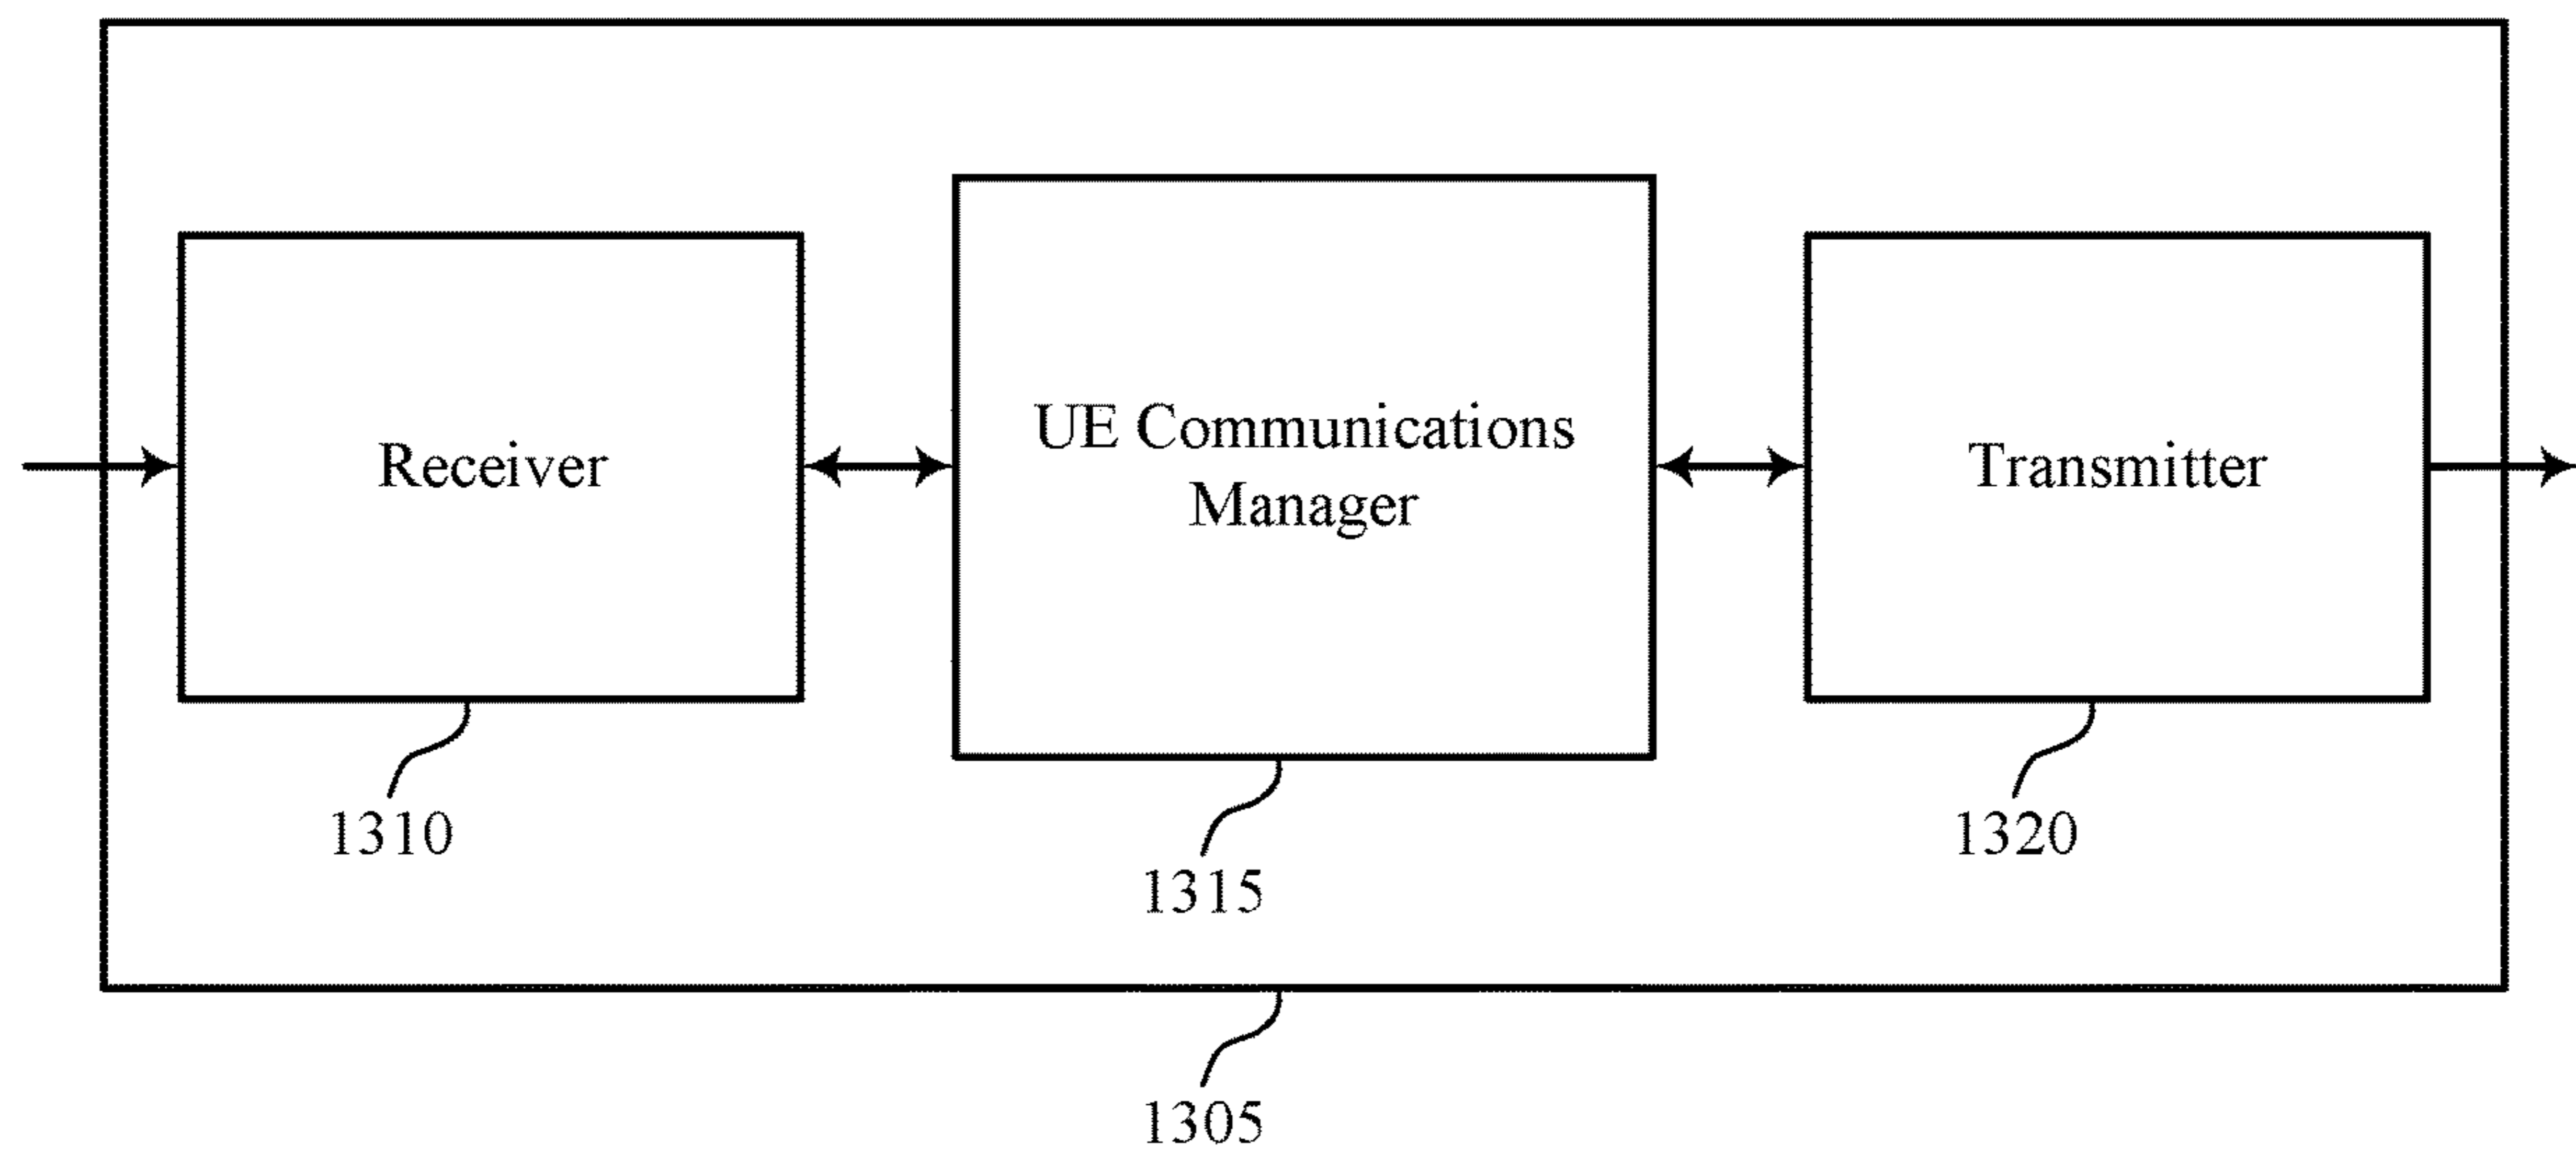 Receiver
UE Communications
Manager
Transmitter
1310
1315
1320
1305